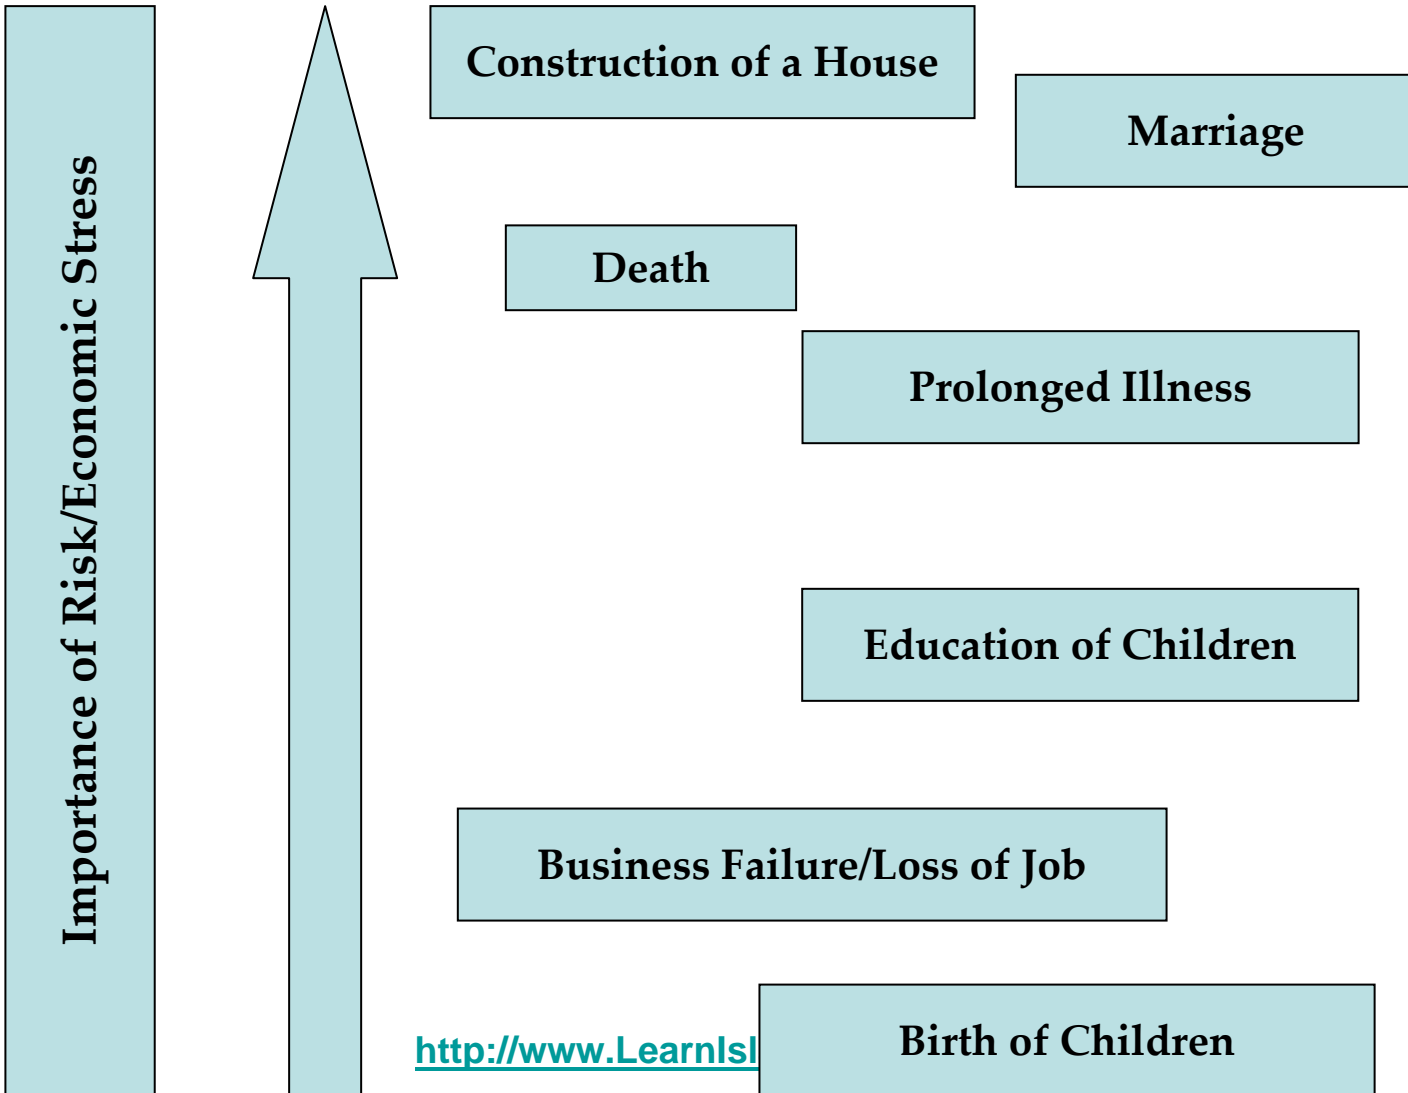 Importance of Risk/Economic Stress
Construction of a House
Marriage
Death
Prolonged Illness
Education of Children
Business Failure/Loss of Job
Birth of Children
http://www.LearnIsl